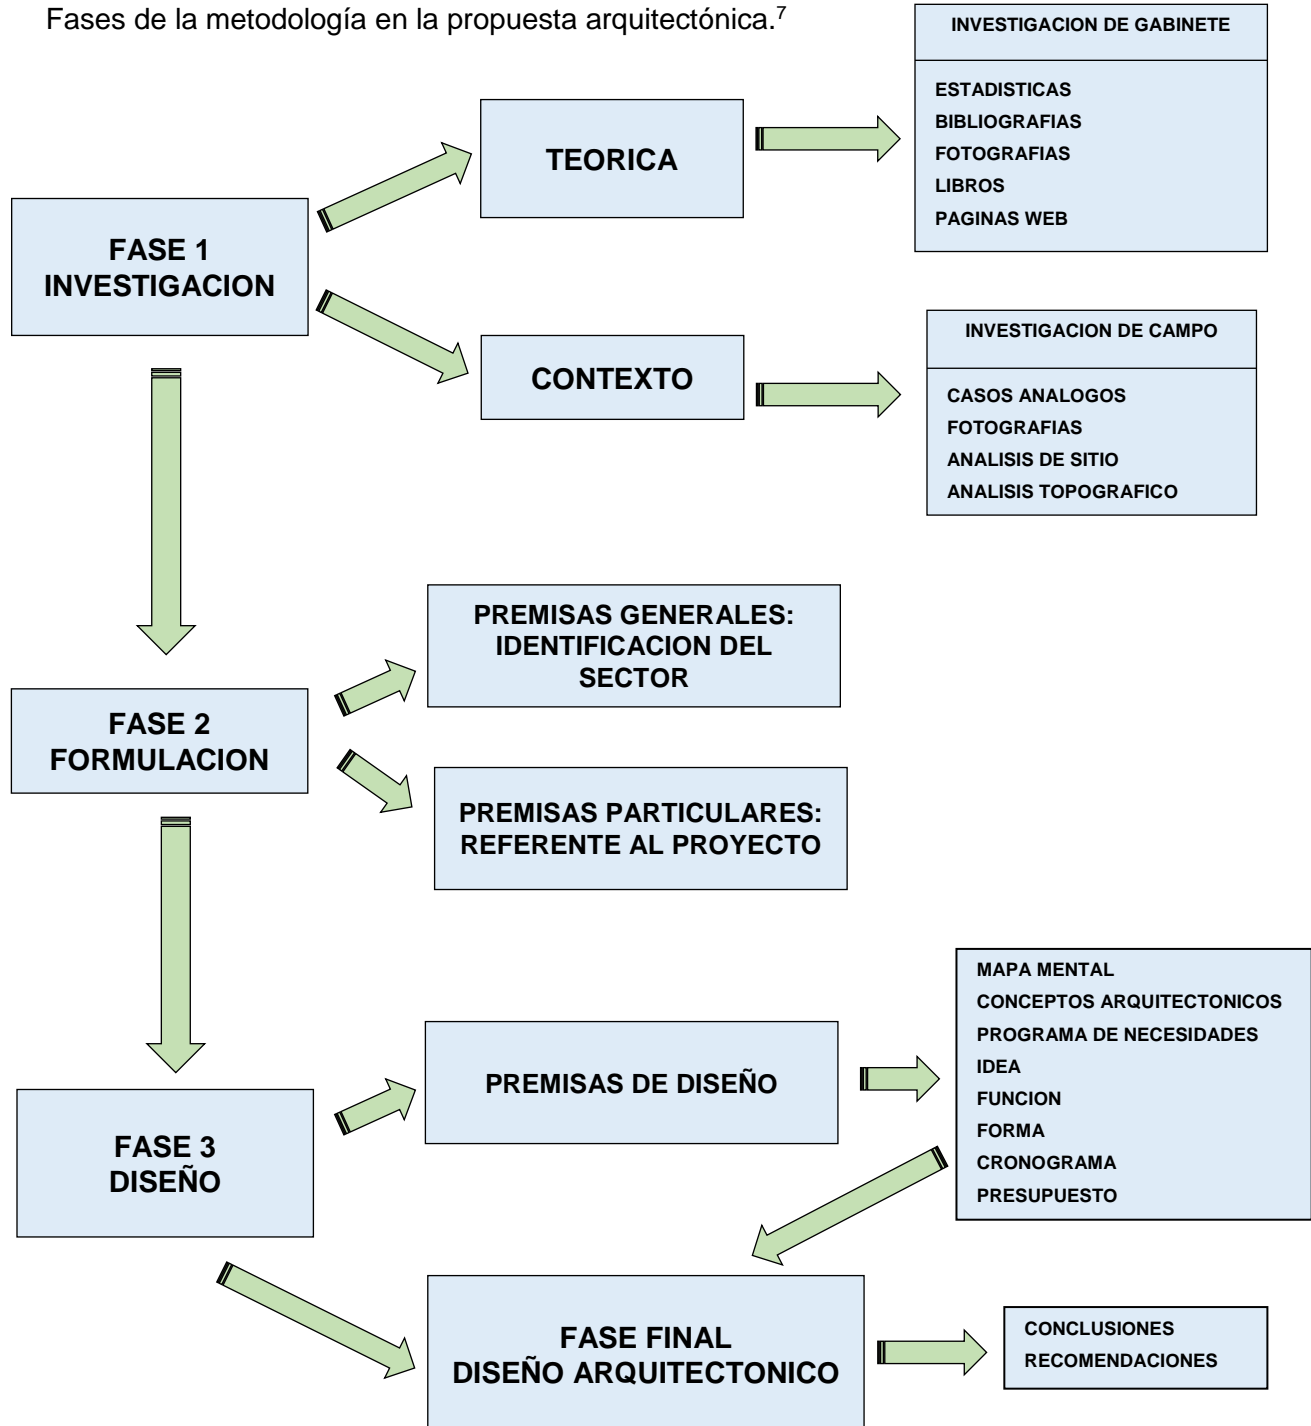 Fases de la metodología en la propuesta arquitectónica.⁷
INVESTIGACION DE GABINETE
ESTADISTICAS
BIBLIOGRAFIAS
FOTOGRAFIAS
LIBROS
PAGINAS WEB
TEORICA
FASE 1
INVESTIGACION
CONTEXTO
INVESTIGACION DE CAMPO
CASOS ANALOGOS
FOTOGRAFIAS
ANALISIS DE SITIO
ANALISIS TOPOGRAFICO
PREMISAS GENERALES:
IDENTIFICACION DEL
SECTOR
FASE 2
FORMULACION
PREMISAS PARTICULARES:
REFERENTE AL PROYECTO
MAPA MENTAL
CONCEPTOS ARQUITECTONICOS
PROGRAMA DE NECESIDADES
IDEA
FUNCION
FORMA
CRONOGRAMA
PRESUPUESTO
PREMISAS DE DISEÑO
FASE 3
DISEÑO
FASE FINAL
DISEÑO ARQUITECTONICO
CONCLUSIONES
RECOMENDACIONES